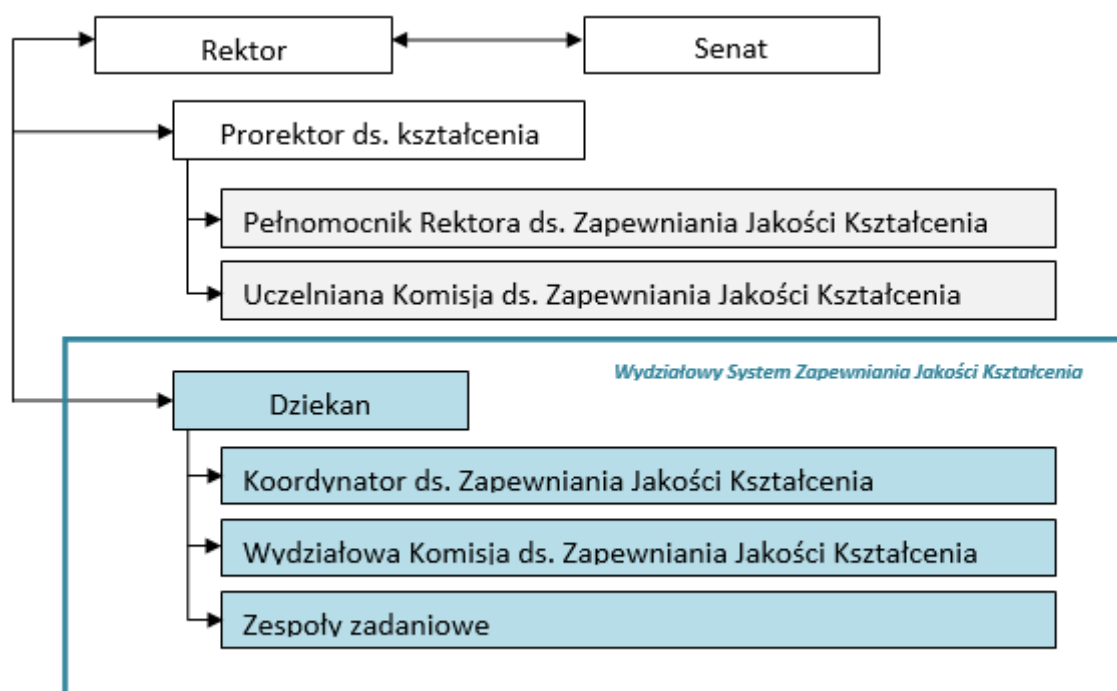 Rektor
Senat
Prorektor ds. kształcenia
Pełnomocnik Rektora ds. Zapewniania Jakości Kształcenia
Uczelniana Komisja ds. Zapewniania Jakości Kształcenia
Wydziałowy System Zapewniania Jakości Kształcenia
Dziekan
Koordynator ds. Zapewniania Jakości Kształcenia
Wydziałowa Komisja ds. Zapewniania Jakości Kształcenia
Zespoły zadaniowe